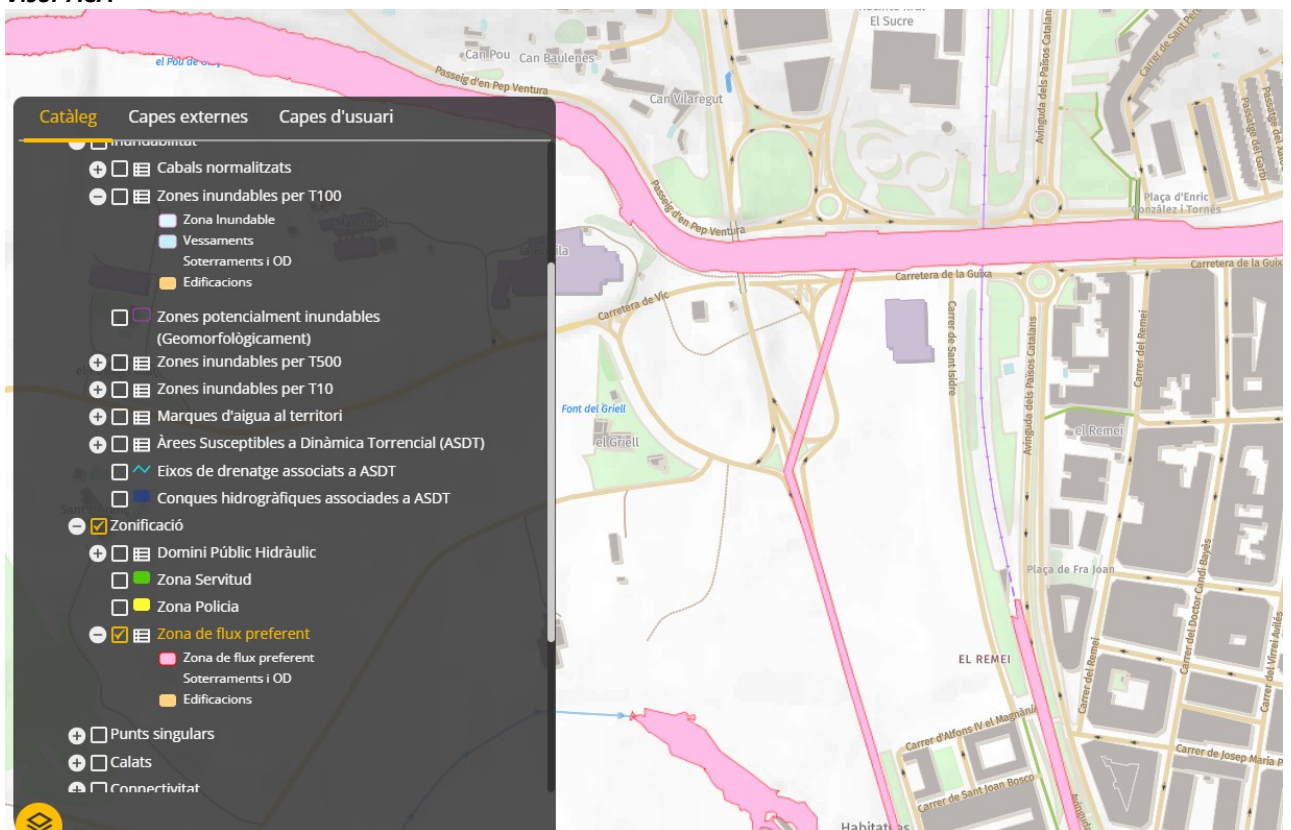 Visor ACA
El Sucre
Can Pou
Can Baulenes
Passeig d'en Pep Ventura
Can Vilaregut
Avinguda dels Països Catalans
Passatge del Garbí
Plaça d'Enric
González i Tornés
Catàleg
Capes externes
Capes d'usuari
Inundabilitat
Cabals normalitzats
Zones inundables per T100
Zona Inundable
Vessaments
Soterraments i OD
Edificacions
Zones potencialment inundables
(Geomorfològicament)
Zones inundables per T500
Zones inundables per T10
Marques d'aigua al territori
Àrees Susceptibles a Dinàmica Torrencial (ASDT)
Eixos de drenatge associats a ASDT
Conques hidrogràfiques associades a ASDT
Zonificació
Domini Públic Hidràulic
Zona Servitud
Zona Policia
Zona de flux preferent
Zona de flux preferent
Soterraments i OD
Edificacions
Punts singulars
Calats
Connectivitat
Passeig d'en Pep Ventura
Carretera de la Guixa
Carretera de la Guixa
Carretera de Vic
Carrer de Sant Isidre
Avinguda dels Països Catalans
Carrer del Remei
Font del Griell
el Griell
el Remei
Plaça de Fra Joan
Carrer del Doctor Candi Bayés
Carrer del Virrei Avilés
EL REMEI
Carrer del Remei
Carrer d'Alfons IV el Magnànim
Carrer de Sant Joan Bosco
Carrer de Josep Maria P
Habitatges